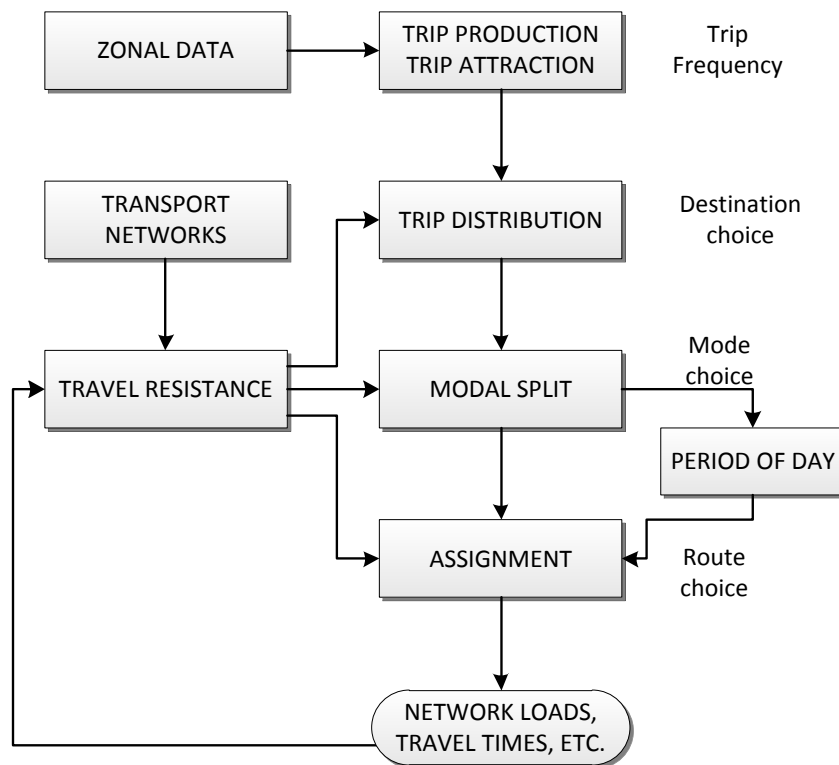 ZONAL DATA
TRIP PRODUCTION
TRIP ATTRACTION
Trip
Frequency
TRANSPORT
NETWORKS
TRIP DISTRIBUTION
Destination
choice
TRAVEL RESISTANCE
MODAL SPLIT
Mode
choice
PERIOD OF DAY
ASSIGNMENT
Route
choice
NETWORK LOADS,
TRAVEL TIMES, ETC.